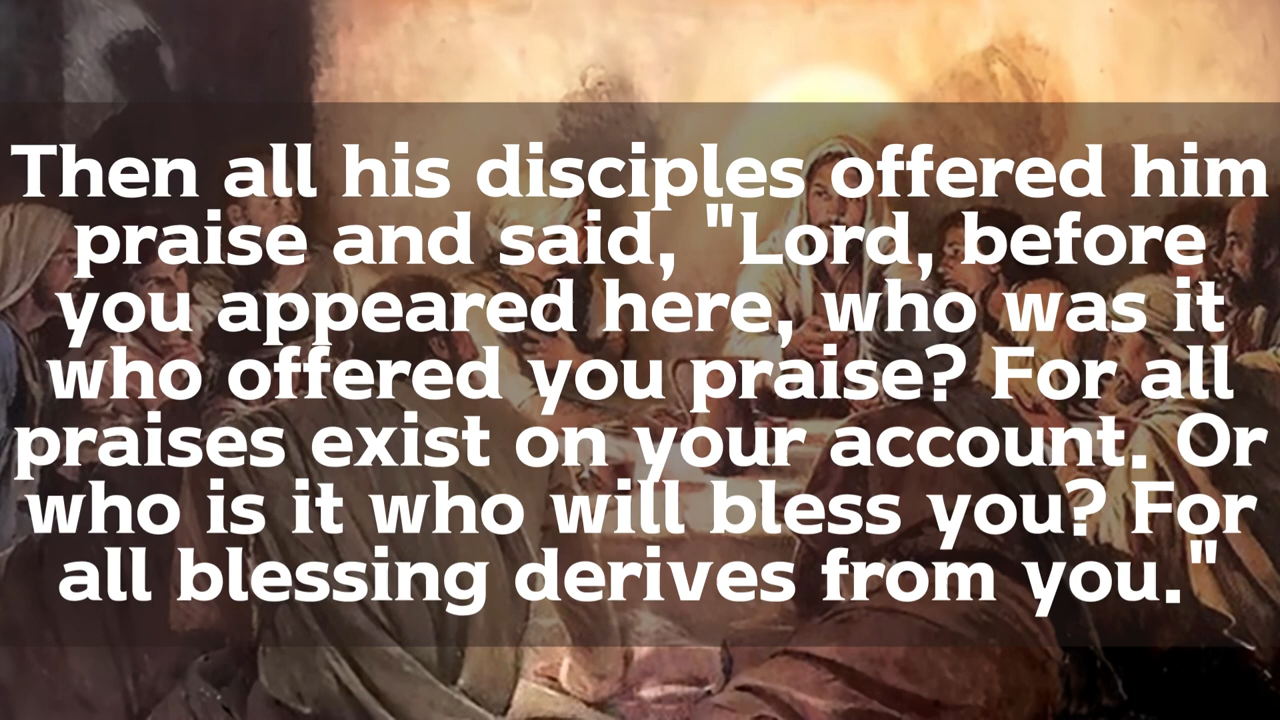 Then all his disciples offered him
praise and said, "Lord, before
you appeared here, who was it
who offered you praise? For all
praises exist on your account. Or
who is it who will bless you? For
all blessing derives from you."